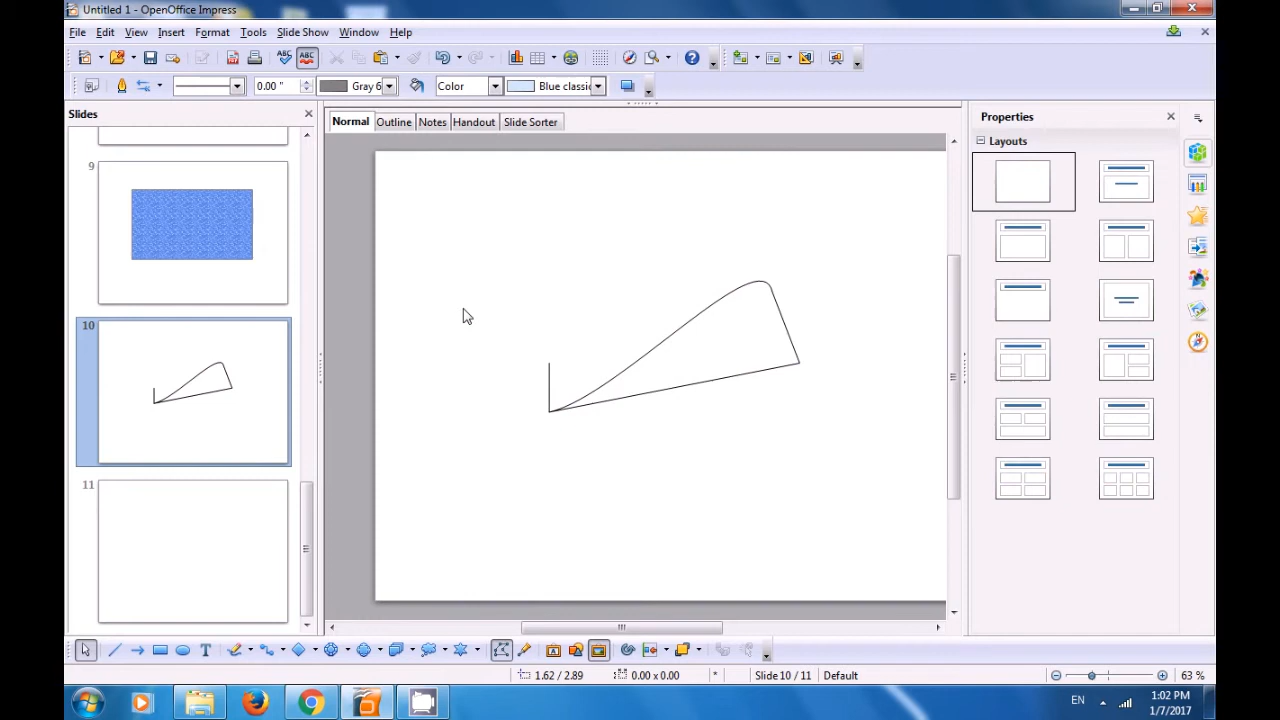 Untitled 1 - OpenOffice Impress
File Edit View Insert Format Tools Slide Show Window Help
ABC ABC
0.00 " Gray 6 Color Blue classic
Slides
Normal Outline Notes Handout Slide Sorter
Properties
Layouts
9
10
11
T
1.62 / 2.89 0.00 x 0.00 * Slide 10 / 11 Default 63 %
EN 1:02 PM
1/7/2017